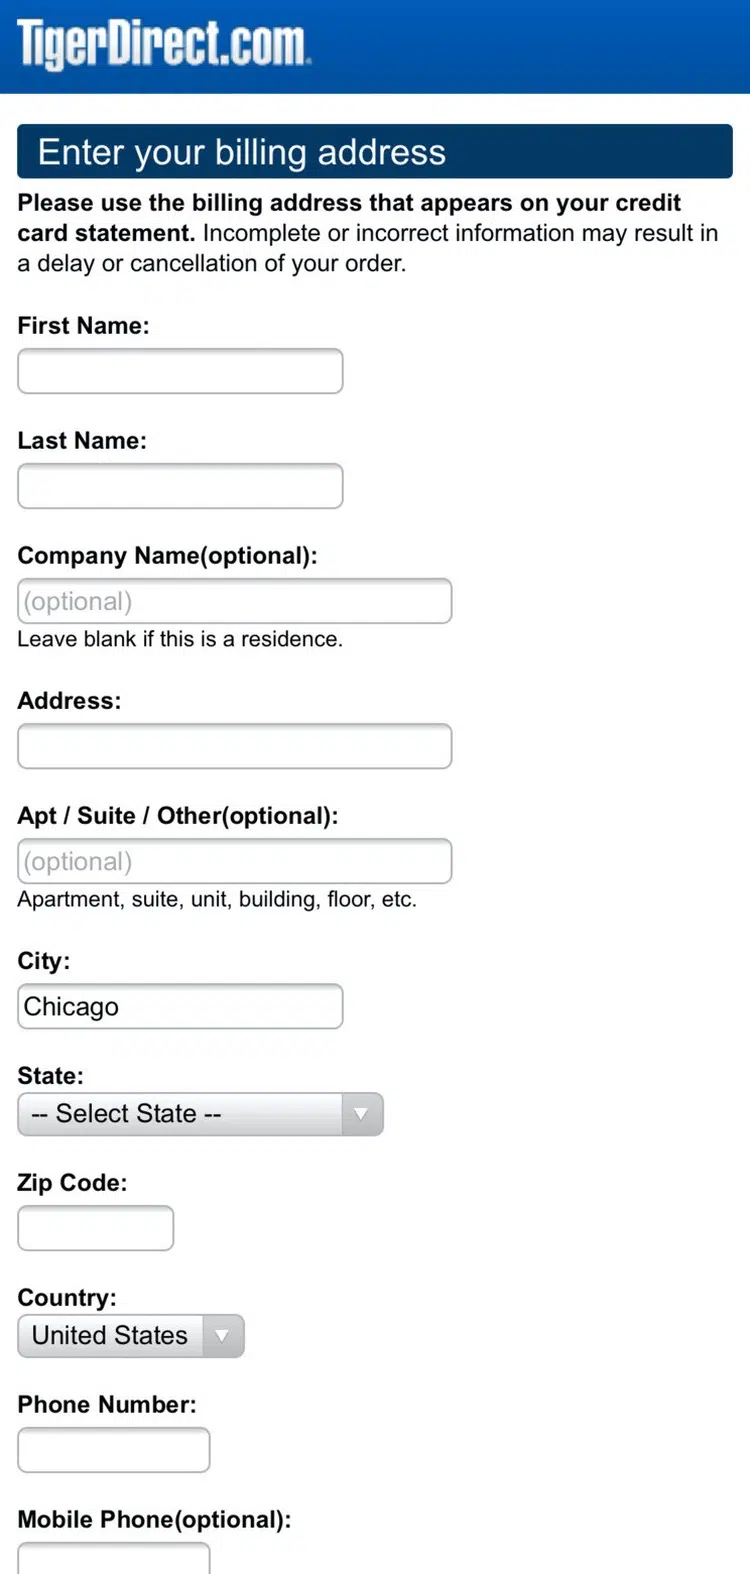 TigerDirect.com
Enter your billing address
Please use the billing address that appears on your credit
card statement. Incomplete or incorrect information may result in
a delay or cancellation of your order.
First Name:
Last Name:
Company Name(optional):
(optional)
Leave blank if this is a residence.
Address:
Apt / Suite / Other(optional):
(optional)
Apartment, suite, unit, building, floor, etc.
City:
Chicago
State:
-- Select State --
Zip Code:
Country:
United States
Phone Number:
Mobile Phone(optional):